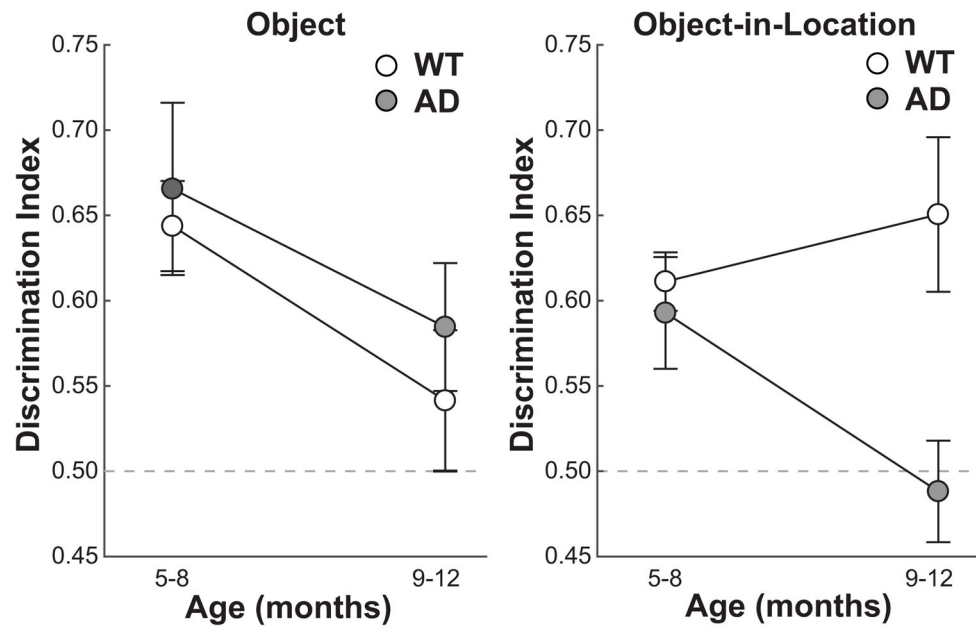 Object
WT
AD
0.75
0.70
0.65
0.60
0.55
0.50
0.45
Discrimination Index
5-8
9-12
Age (months)
Object-in-Location
WT
AD
0.75
0.70
0.65
0.60
0.55
0.50
0.45
Discrimination Index
5-8
9-12
Age (months)